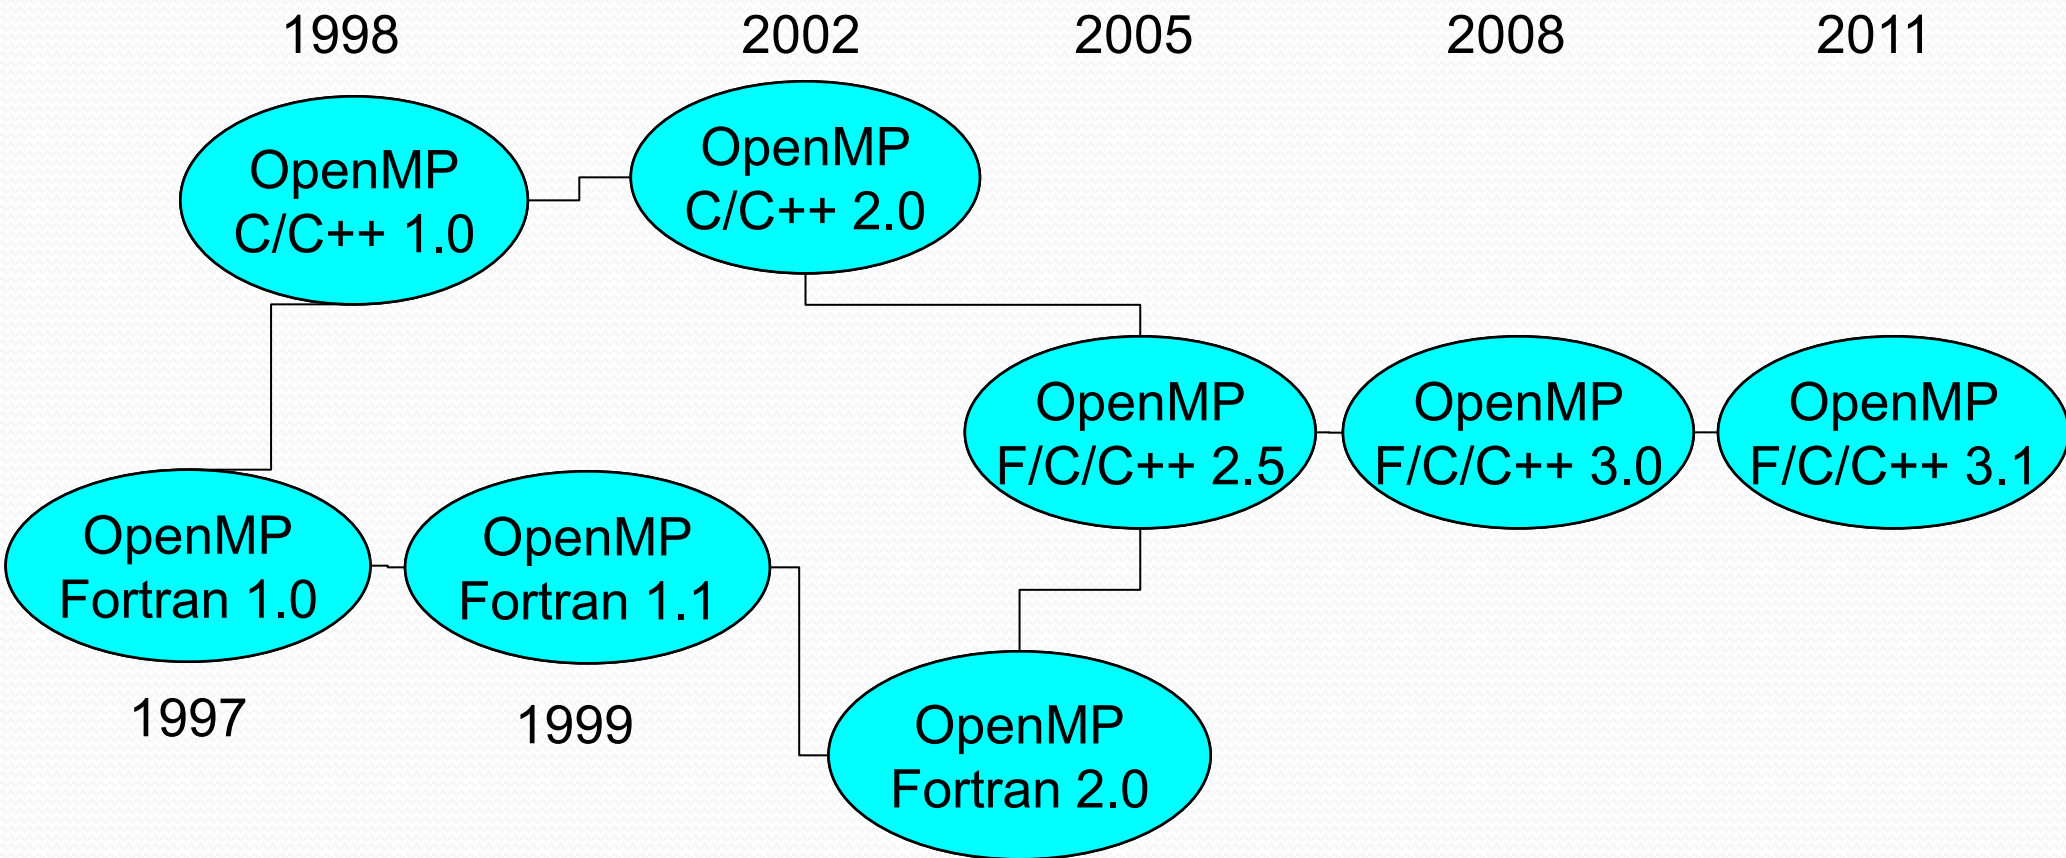 1998
2002
2005
2008
2011
OpenMP
C/C++ 1.0
OpenMP
C/C++ 2.0
OpenMP
F/C/C++ 2.5
OpenMP
F/C/C++ 3.0
OpenMP
F/C/C++ 3.1
OpenMP
Fortran 1.0
OpenMP
Fortran 1.1
1997
1999
OpenMP
Fortran 2.0